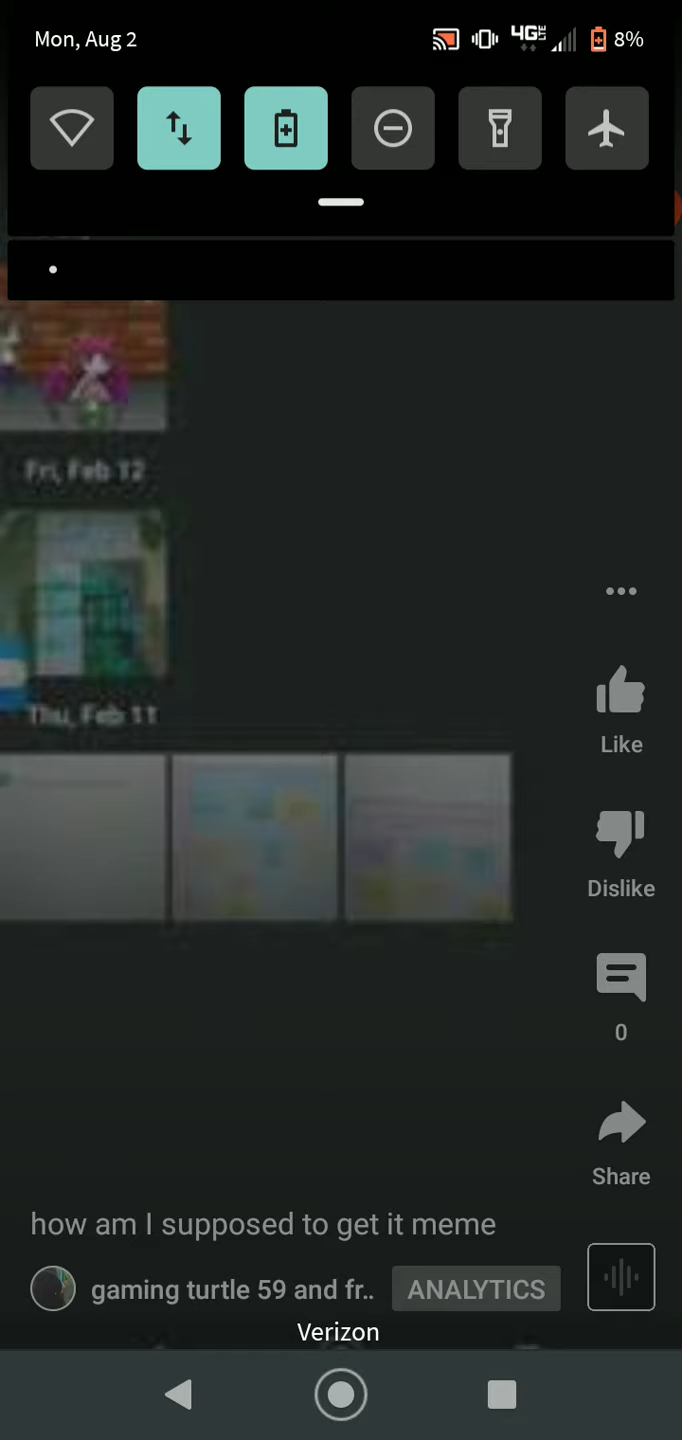 Mon, Aug 2
4G LTE
8%
Fri, Feb 12
Thu, Feb 11
Like
Dislike
0
Share
how am I supposed to get it meme
gaming turtle 59 and fr..
ANALYTICS
Verizon